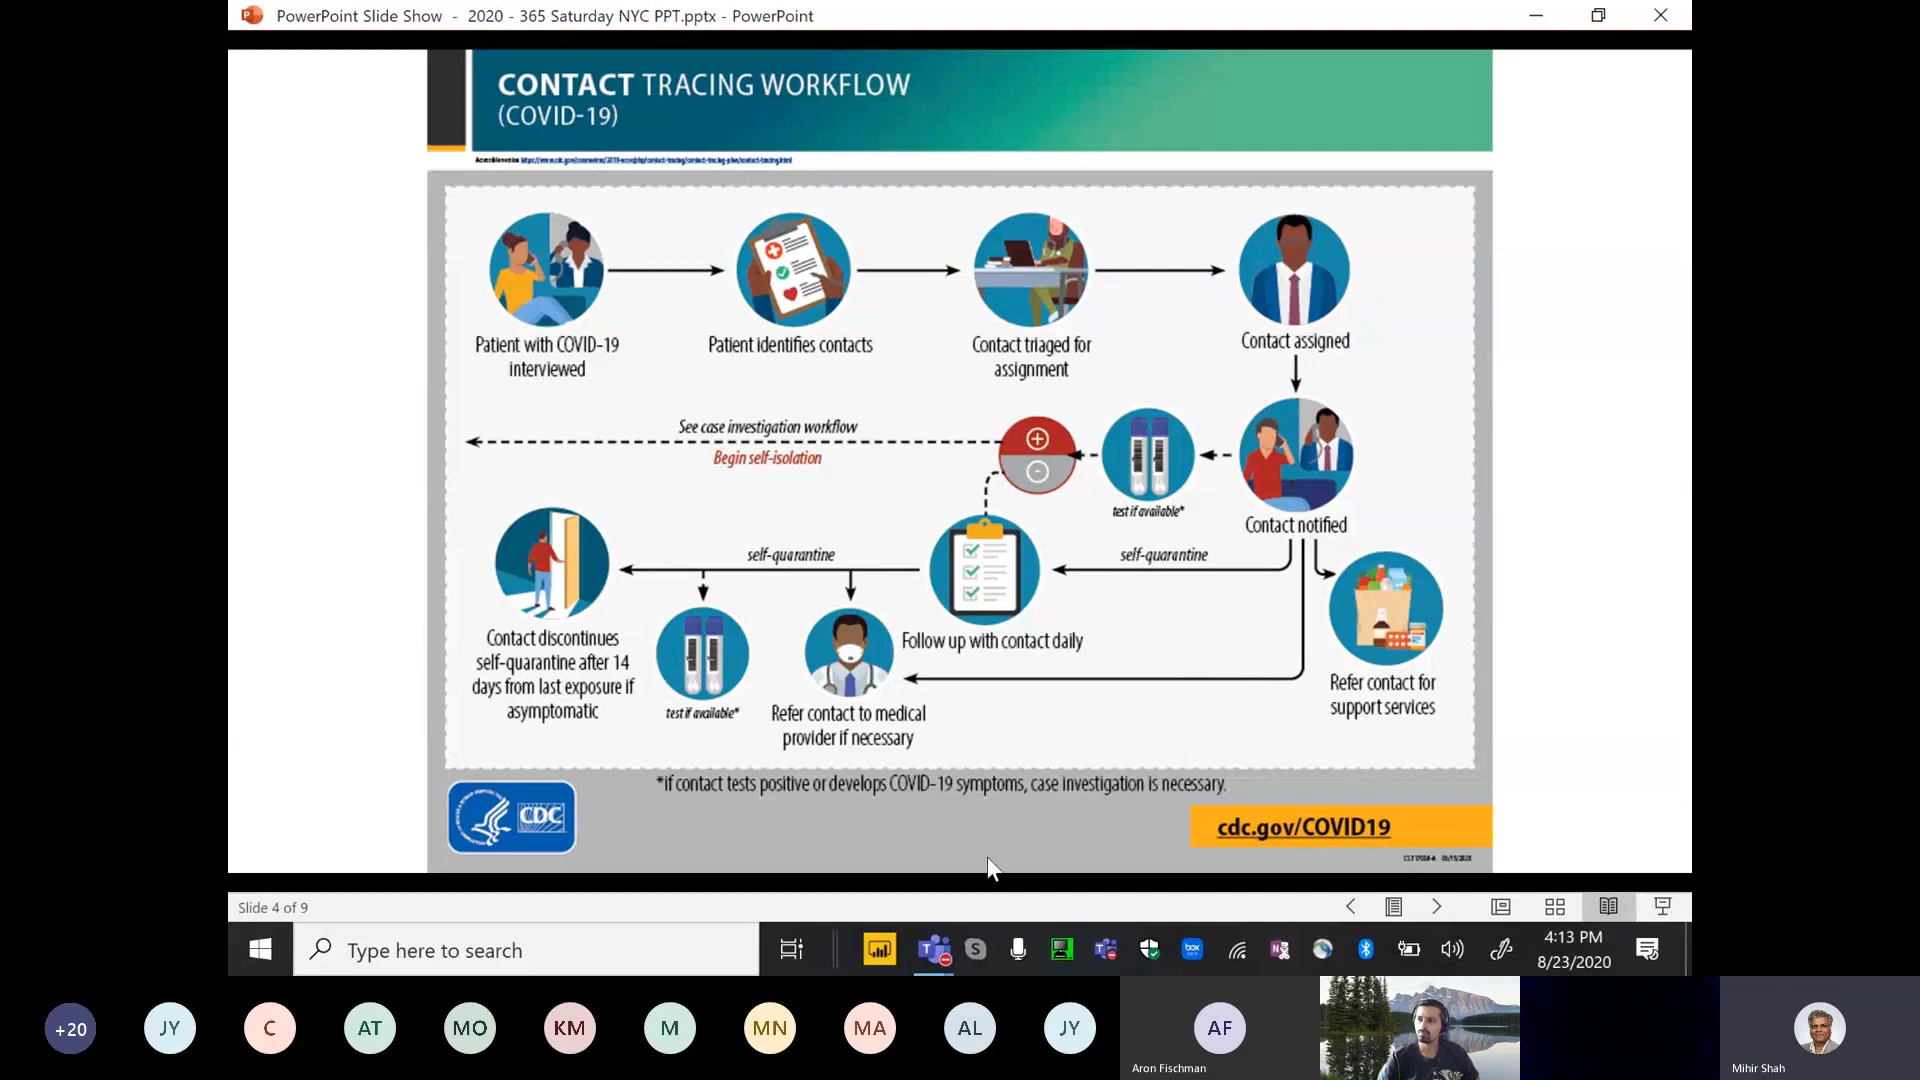 PowerPoint Slide Show - 2020 - 365 Saturday NYC PPT.pptx - PowerPoint
CONTACT TRACING WORKFLOW
(COVID-19)
Patient with COVID-19
interviewed
Patient identifies contacts
Contact triaged for
assignment
Contact assigned
See case investigation workflow
Begin self-isolation
test if available*
Contact notified
self-quarantine
self-quarantine
Contact discontinues
self-quarantine after 14
days from last exposure if
asymptomatic
test if available*
Refer contact to medical
provider if necessary
Follow up with contact daily
Refer contact for
support services
*if contact tests positive or develops COVID-19 symptoms, case investigation is necessary.
CDC
cdc.gov/COVID19
Slide 4 of 9
Type here to search
box
4:13 PM
8/23/2020
+20
JY
C
AT
MO
KM
M
MN
MA
AL
JY
AF
Aron Fischman
Mihir Shah